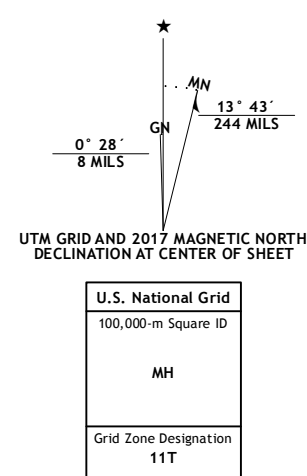 ★
MN
GN
13° 43´
244 MILS
0° 28´
8 MILS
UTM GRID AND 2017 MAGNETIC NORTH
DECLINATION AT CENTER OF SHEET
U.S. National Grid
100,000-m Square ID
MH
Grid Zone Designation
11T